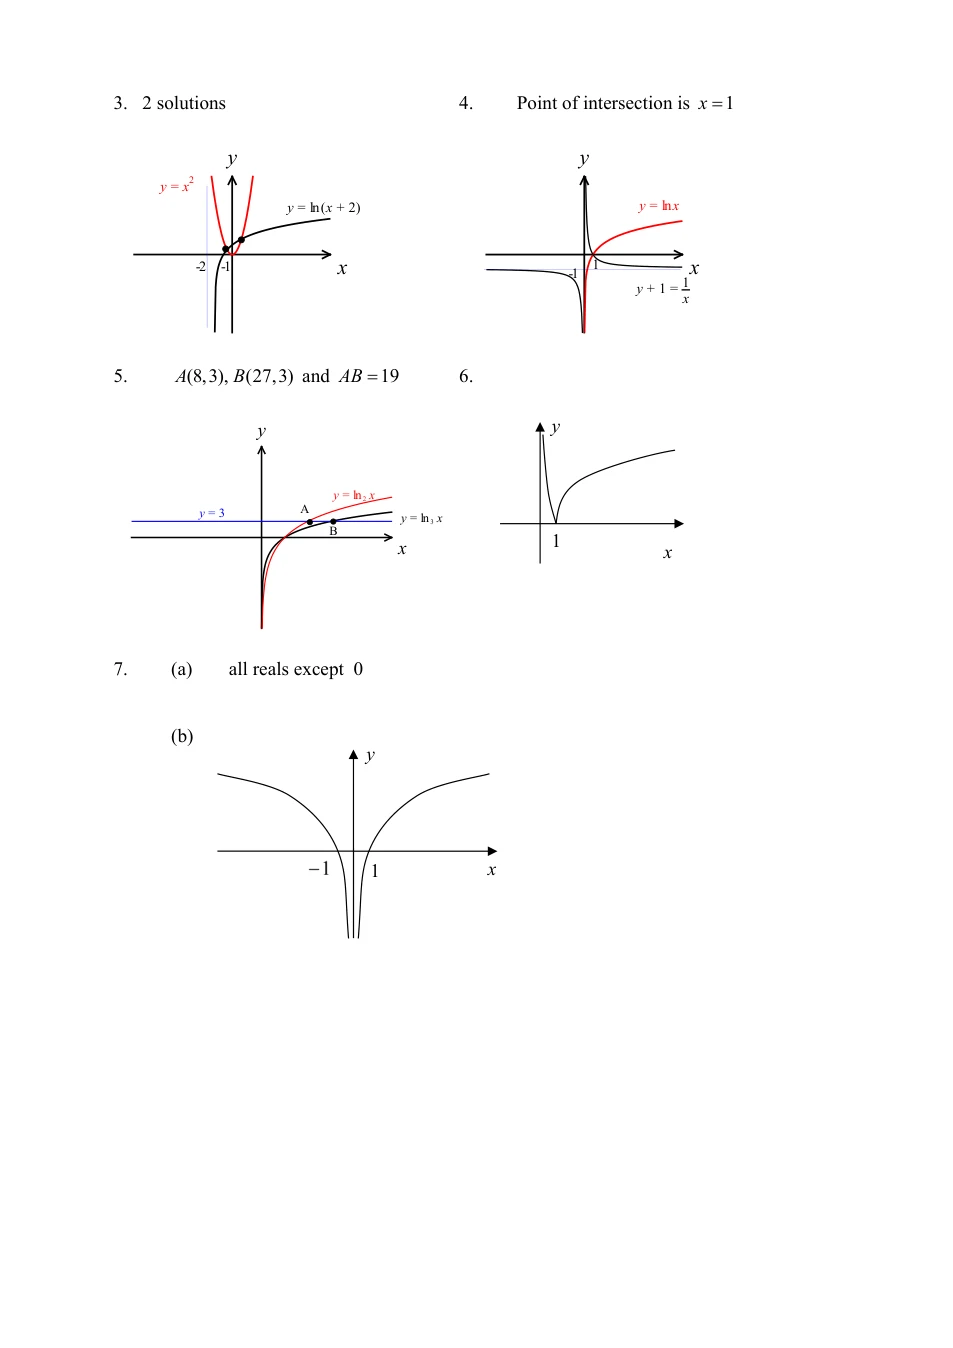 3. 2 solutions
4. Point of intersection is x = 1
y
y = x²
y = ln(x + 2)
-2 -1
x
y
y = ln x
1
-1
x
y + 1 = 1/x
5. A(8,3), B(27,3) and AB = 19
6.
y
y = ln₂ x
A
y = 3
y = ln₃ x
B
x
y
1
x
7. (a) all reals except 0
(b)
y
−1 1 x